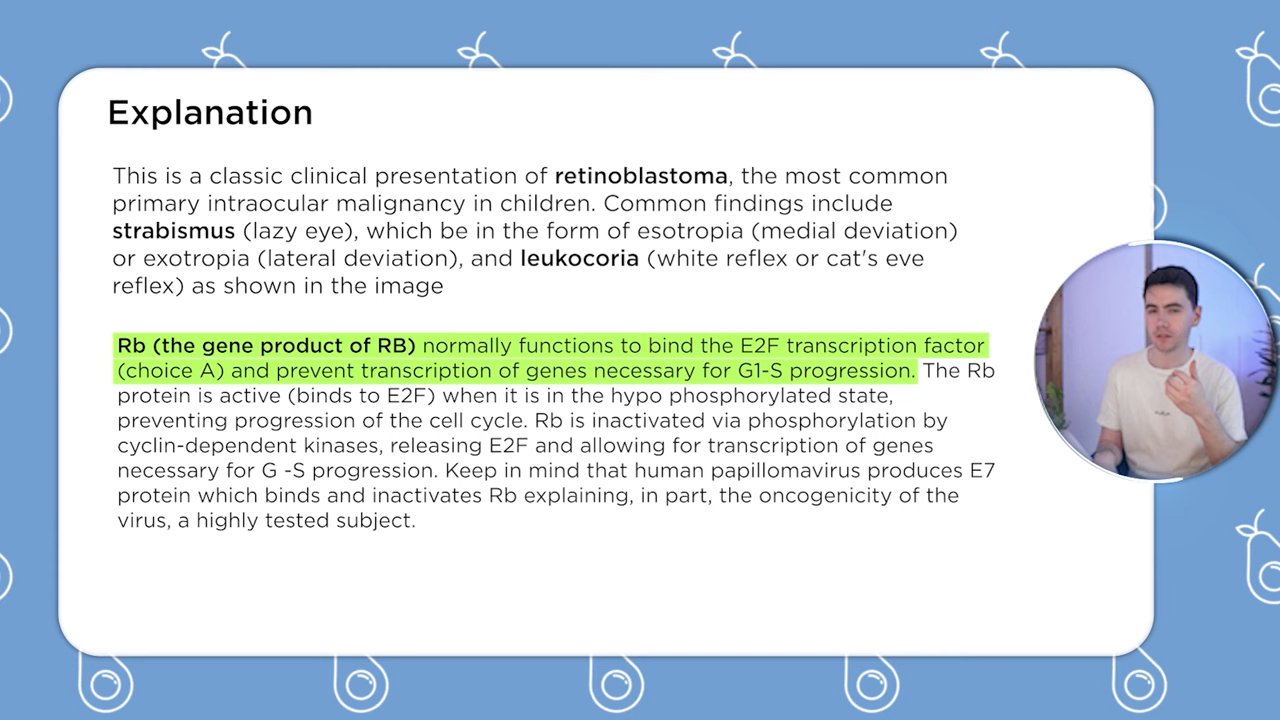 Explanation
This is a classic clinical presentation of retinoblastoma, the most common
primary intraocular malignancy in children. Common findings include
strabismus (lazy eye), which be in the form of esotropia (medial deviation)
or exotropia (lateral deviation), and leukocoria (white reflex or cat's eve
reflex) as shown in the image
Rb (the gene product of RB) normally functions to bind the E2F transcription factor
(choice A) and prevent transcription of genes necessary for G1-S progression. The Rb
protein is active (binds to E2F) when it is in the hypo phosphorylated state,
preventing progression of the cell cycle. Rb is inactivated via phosphorylation by
cyclin-dependent kinases, releasing E2F and allowing for transcription of genes
necessary for G -S progression. Keep in mind that human papillomavirus produces E7
protein which binds and inactivates Rb explaining, in part, the oncogenicity of the
virus, a highly tested subject.